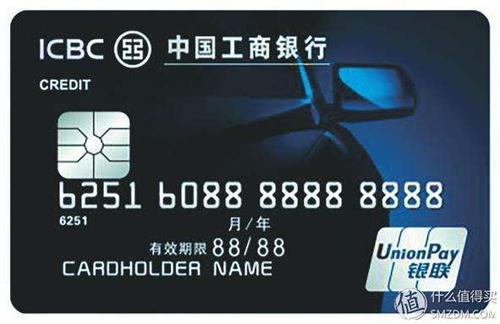 ICBC 中国工商银行
CREDIT
6251 6088 8888 8888
6251
月/年
有效期限 88/88
CARDHOLDER NAME
UnionPay
银联
值 什么值得买
SMZDM.COM